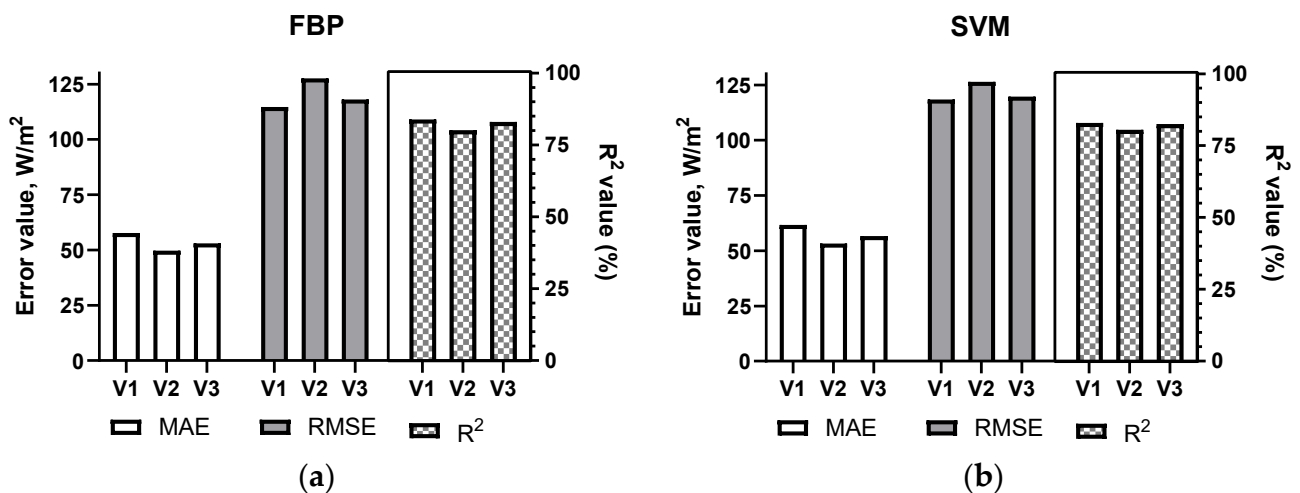 FBP
Error value, W/m²
125
100
75
50
25
0
100
75
50
25
0
R² value (%)
V1 V2 V3 V1 V2 V3 V1 V2 V3
MAE RMSE R²
(a)
SVM
Error value, W/m²
125
100
75
50
25
0
100
75
50
25
0
R² value (%)
V1 V2 V3 V1 V2 V3 V1 V2 V3
MAE RMSE R²
(b)